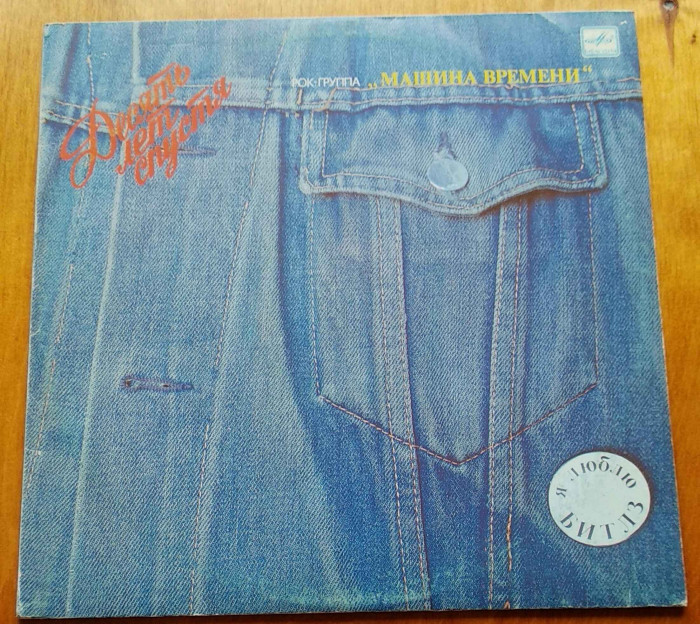 Десять
лет
спустя
РОК·ГРУППА „МАШИНА ВРЕМЕНИ“
Я ЛЮБЛЮ
БИТЛЗ